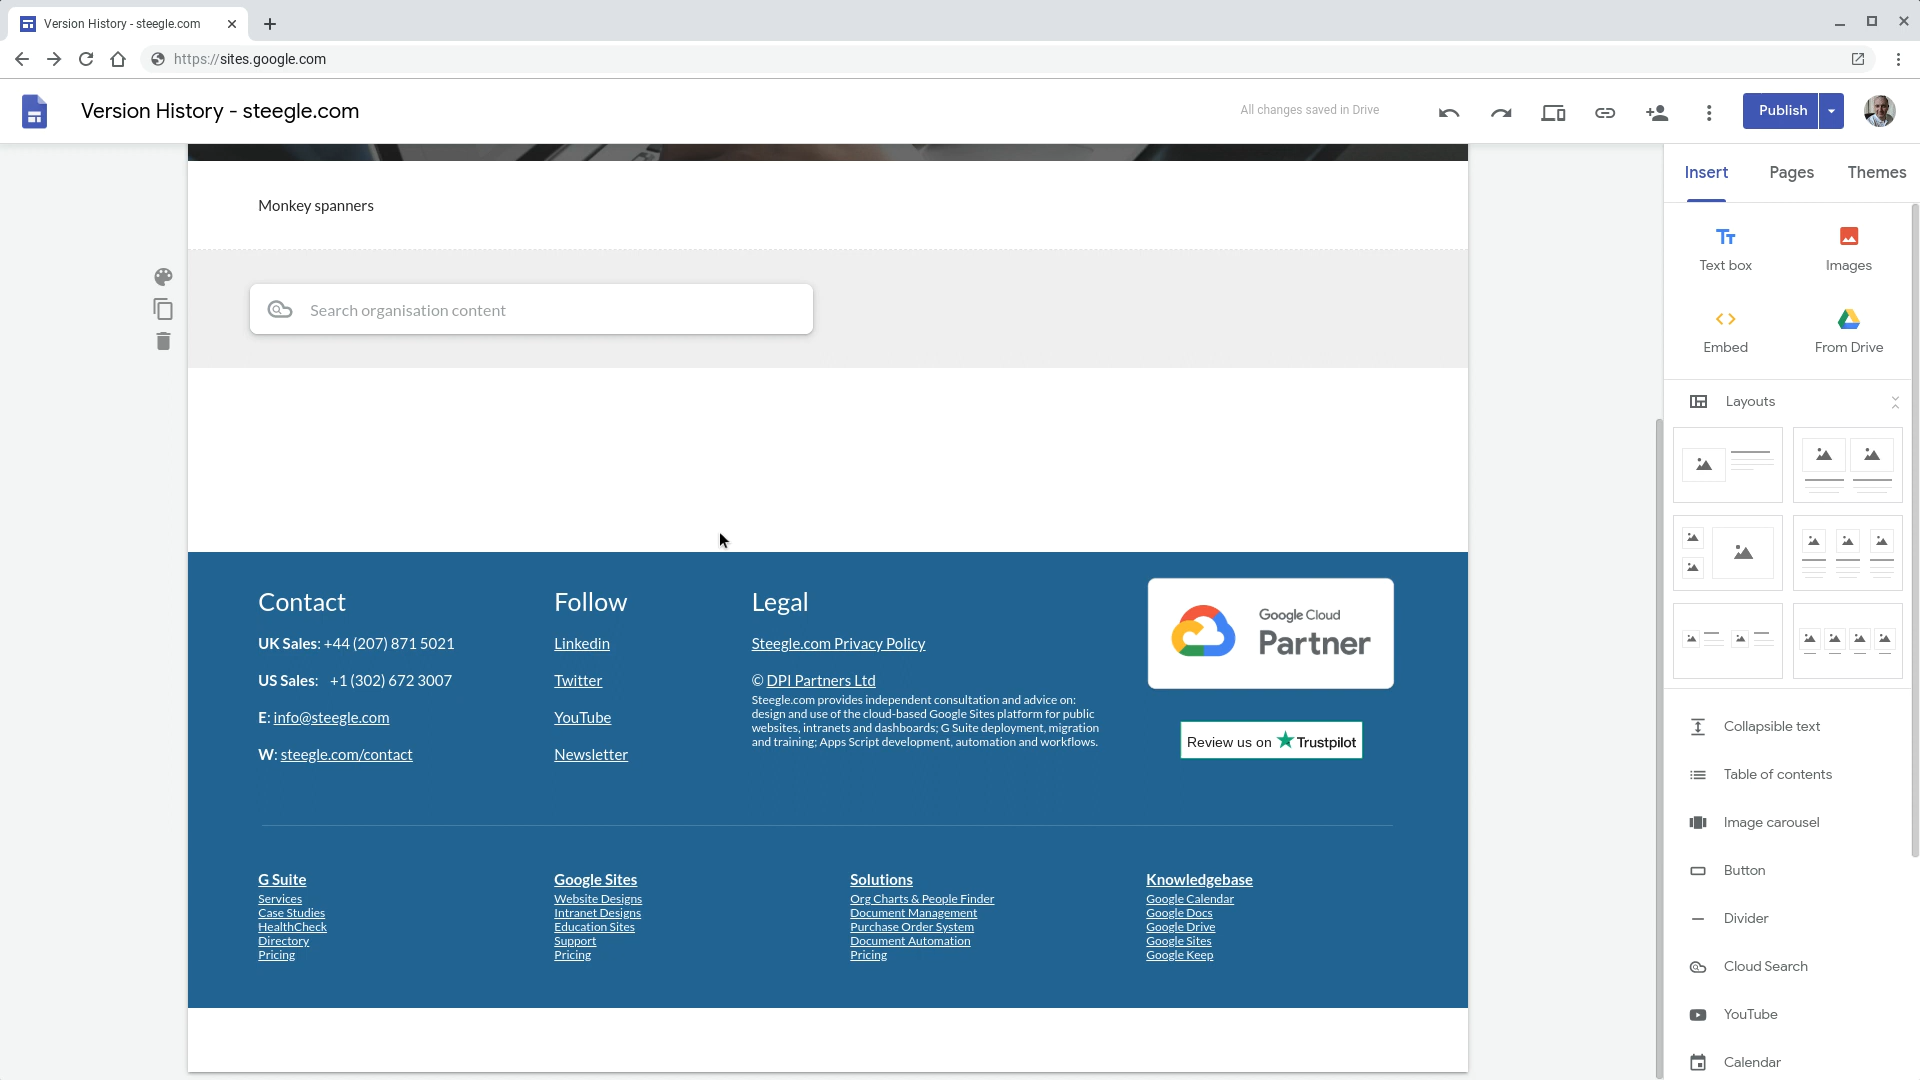 Version History - steegle.com
https://sites.google.com
Version History - steegle.com
All changes saved in Drive
Publish
Insert
Pages
Themes
Monkey spanners
Search organisation content
Text box
Images
Embed
From Drive
Layouts
Collapsible text
Table of contents
Image carousel
Button
Divider
Cloud Search
YouTube
Calendar
Contact
UK Sales: +44 (207) 871 5021
US Sales: +1 (302) 672 3007
E: info@steegle.com
W: steegle.com/contact
Follow
Linkedin
Twitter
YouTube
Newsletter
Legal
Steegle.com Privacy Policy
© DPI Partners Ltd
Steegle.com provides independent consultation and advice on:
design and use of the cloud-based Google Sites platform for public
websites, intranets and dashboards; G Suite deployment, migration
and training; Apps Script development, automation and workflows.
Google Cloud
Partner
Review us on Trustpilot
G Suite
Services
Case Studies
HealthCheck
Directory
Pricing
Google Sites
Website Designs
Intranet Designs
Education Sites
Support
Pricing
Solutions
Org Charts & People Finder
Document Management
Purchase Order System
Document Automation
Pricing
Knowledgebase
Google Calendar
Google Docs
Google Drive
Google Sites
Google Keep